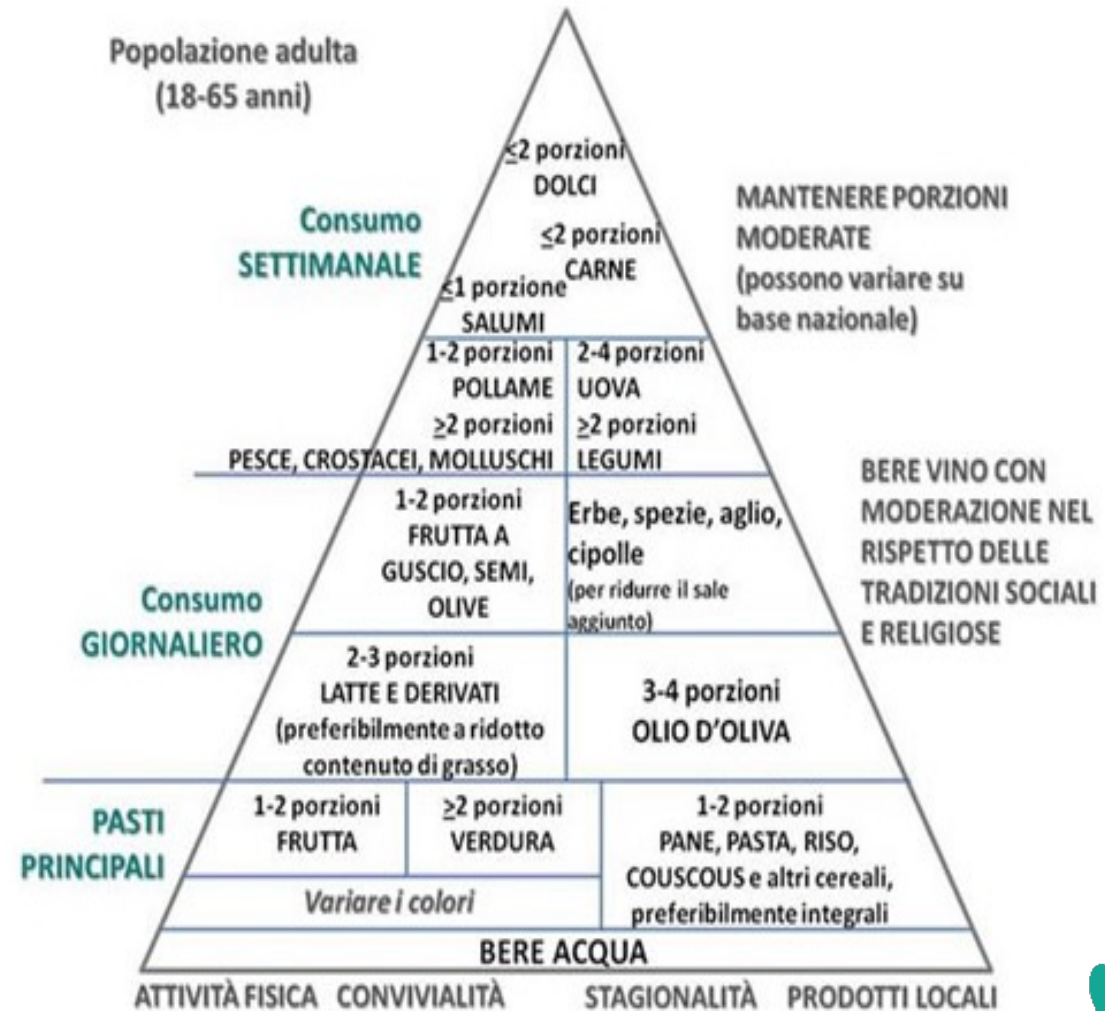 Popolazione adulta
(18-65 anni)
≤2 porzioni
DOLCI
Consumo
SETTIMANALE
≤2 porzioni
CARNE
≤1 porzione
SALUMI
MANTENERE PORZIONI
MODERATE
(possono variare su
base nazionale)
1-2 porzioni
POLLAME
≥2 porzioni
PESCE, CROSTACEI, MOLLUSCHI
2-4 porzioni
UOVA
≥2 porzioni
LEGUMI
BERE VINO CON
MODERAZIONE NEL
RISPETTO DELLE
TRADIZIONI SOCIALI
E RELIGIOSE
Consumo
GIORNALIERO
1-2 porzioni
FRUTTA A
GUSCIO, SEMI,
OLIVE
Erbe, spezie, aglio,
cipolle
(per ridurre il sale
aggiunto)
2-3 porzioni
LATTE E DERIVATI
(preferibilmente a ridotto
contenuto di grasso)
3-4 porzioni
OLIO D'OLIVA
PASTI
PRINCIPALI
1-2 porzioni
FRUTTA
≥2 porzioni
VERDURA
Variare i colori
1-2 porzioni
PANE, PASTA, RISO,
COUSCOUS e altri cereali,
preferibilmente integrali
BERE ACQUA
ATTIVITÀ FISICA CONVIVIALITÀ STAGIONALITÀ PRODOTTI LOCALI